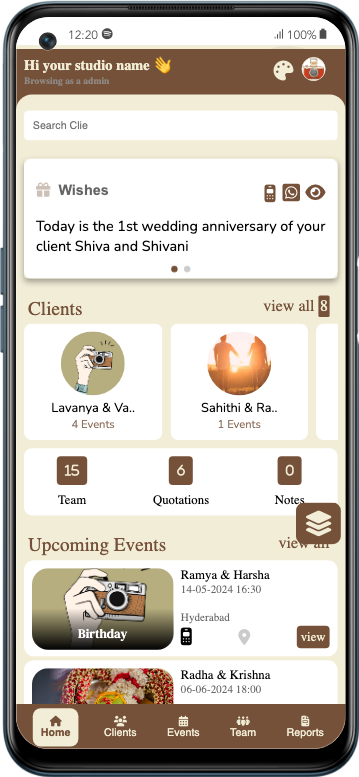 12:20 100%
Hi your studio name 👋
Browsing as a admin
Search Clie
Wishes
Today is the 1st wedding anniversary of your
client Shiva and Shivani
Clients
view all 8
Lavanya & Va..
4 Events
Sahithi & Ra..
1 Events
15
Team
6
Quotations
0
Notes
Upcoming Events
view all
Birthday
Ramya & Harsha
14-05-2024 16:30
Hyderabad
view
Radha & Krishna
06-06-2024 18:00
Home
Clients
Events
Team
Reports